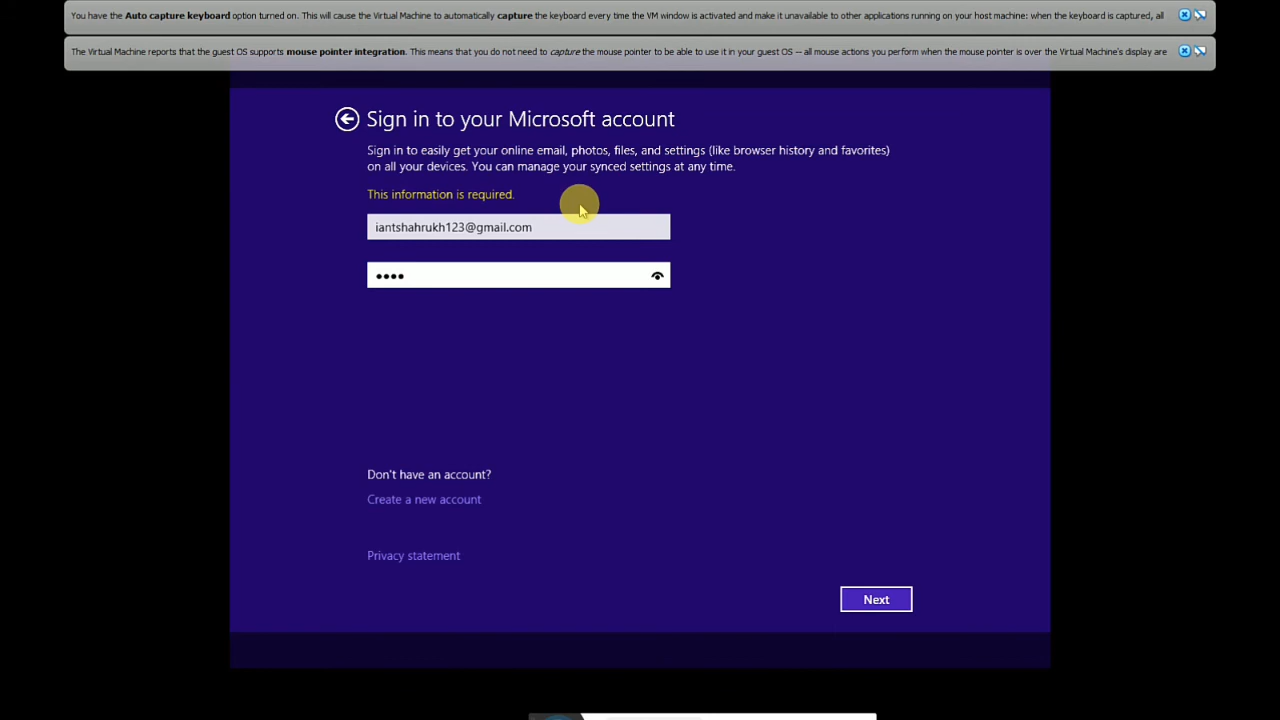 You have the Auto capture keyboard option turned on. This will cause the Virtual Machine to automatically capture the keyboard every time the VM window is activated and make it unavailable to other applications running on your host machine: when the keyboard is captured, all
The Virtual Machine reports that the guest OS supports mouse pointer integration. This means that you do not need to capture the mouse pointer to be able to use it in your guest OS -- all mouse actions you perform when the mouse pointer is over the Virtual Machine's display are
Sign in to your Microsoft account
Sign in to easily get your online email, photos, files, and settings (like browser history and favorites)
on all your devices. You can manage your synced settings at any time.
This information is required.
iantshahrukh123@gmail.com
••••
Don't have an account?
Create a new account
Privacy statement
Next